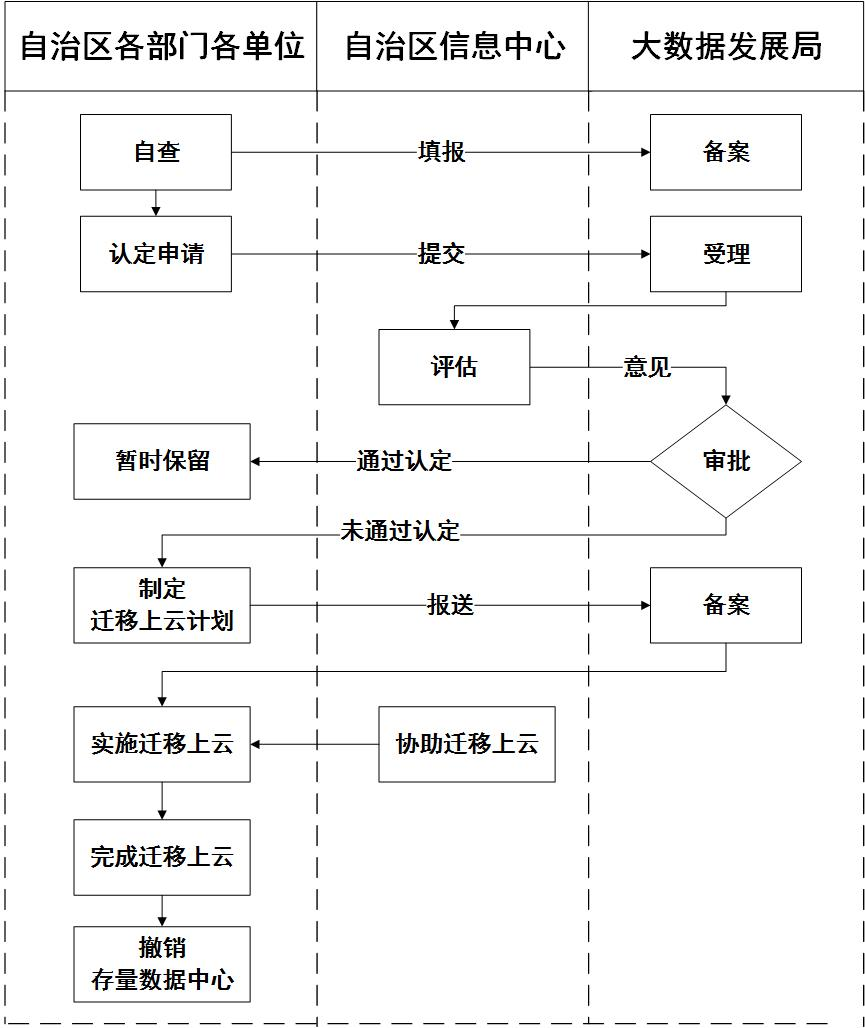 自治区各部门各单位
自治区信息中心
大数据发展局
自查
填报
备案
认定申请
提交
受理
评估
意见
审批
通过认定
暂时保留
未通过认定
制定
迁移上云计划
报送
备案
实施迁移上云
协助迁移上云
完成迁移上云
撤销
存量数据中心